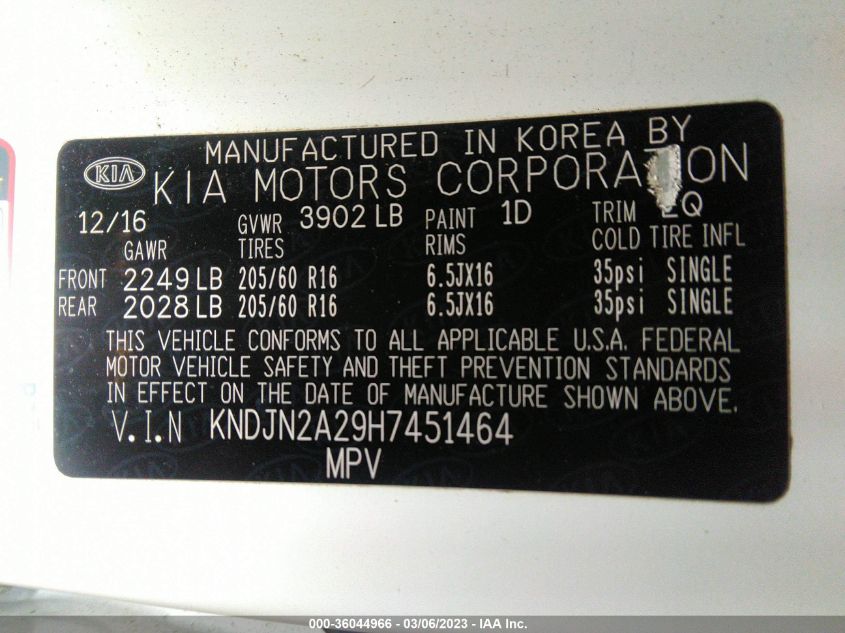 MANUFACTURED IN KOREA BY
KIA KIA MOTORS CORPORATION
12/16 GVWR 3902 LB PAINT 1D TRIM
GAWR TIRES RIMS COLD TIRE INFL
FRONT 2249 LB 205/60 R16 6.5JX16 35psi SINGLE
REAR 2028 LB 205/60 R16 6.5JX16 35psi SINGLE
THIS VEHICLE CONFORMS TO ALL APPLICABLE U.S.A. FEDERAL
MOTOR VEHICLE SAFETY AND THEFT PREVENTION STANDARDS
IN EFFECT ON THE DATE OF MANUFACTURE SHOWN ABOVE.
V.I.N KNDJN2A29H7451464
MPV
000-36044966 - 03/06/2023 - IAA Inc.